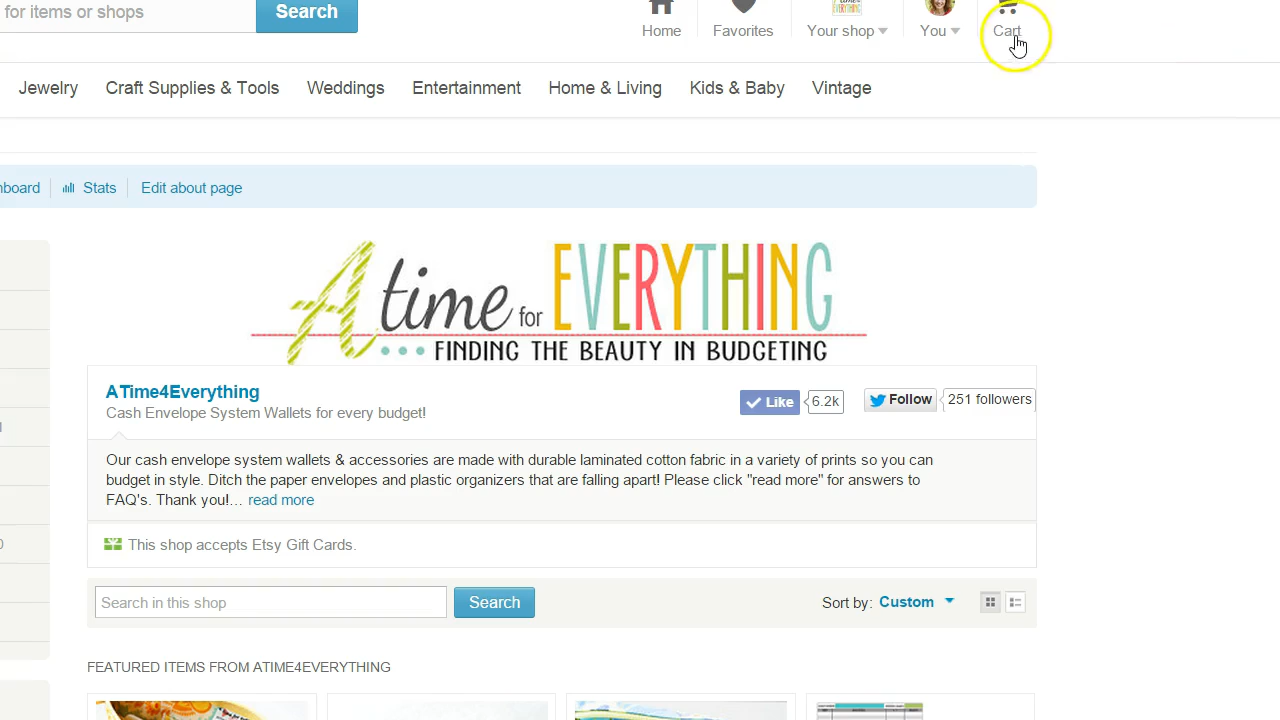 for items or shops
Search
Home
Favorites
Your shop
You
Cart
Jewelry
Craft Supplies & Tools
Weddings
Entertainment
Home & Living
Kids & Baby
Vintage
hboard
Stats
Edit about page
A time for EVERYTHING
FINDING THE BEAUTY IN BUDGETING
ATime4Everything
Cash Envelope System Wallets for every budget!
Like
6.2k
Follow
251 followers
Our cash envelope system wallets & accessories are made with durable laminated cotton fabric in a variety of prints so you can
budget in style. Ditch the paper envelopes and plastic organizers that are falling apart! Please click "read more" for answers to
FAQ's. Thank you!… read more
This shop accepts Etsy Gift Cards.
Search in this shop
Search
Sort by: Custom
FEATURED ITEMS FROM ATIME4EVERYTHING